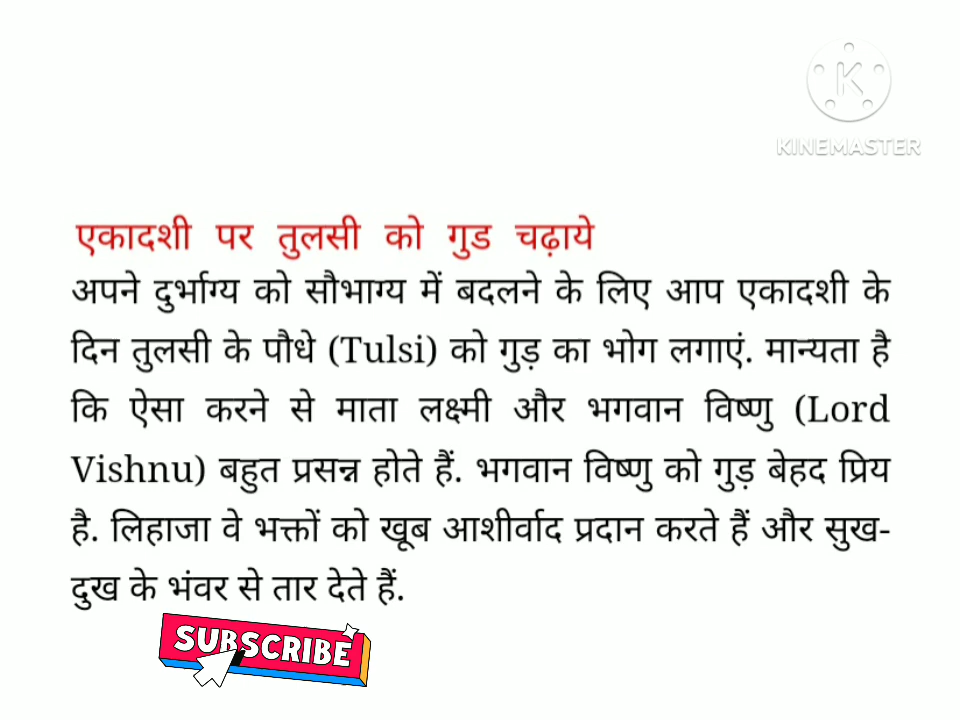 KINEMASTER
एकादशी पर तुलसी को गुड चढ़ाये
अपने दुर्भाग्य को सौभाग्य में बदलने के लिए आप एकादशी के
दिन तुलसी के पौधे (Tulsi) को गुड़ का भोग लगाएं. मान्यता है
कि ऐसा करने से माता लक्ष्मी और भगवान विष्णु (Lord
Vishnu) बहुत प्रसन्न होते हैं. भगवान विष्णु को गुड़ बेहद प्रिय
है. लिहाजा वे भक्तों को खूब आशीर्वाद प्रदान करते हैं और सुख-
दुख के भंवर से तार देते हैं.
SUBSCRIBE